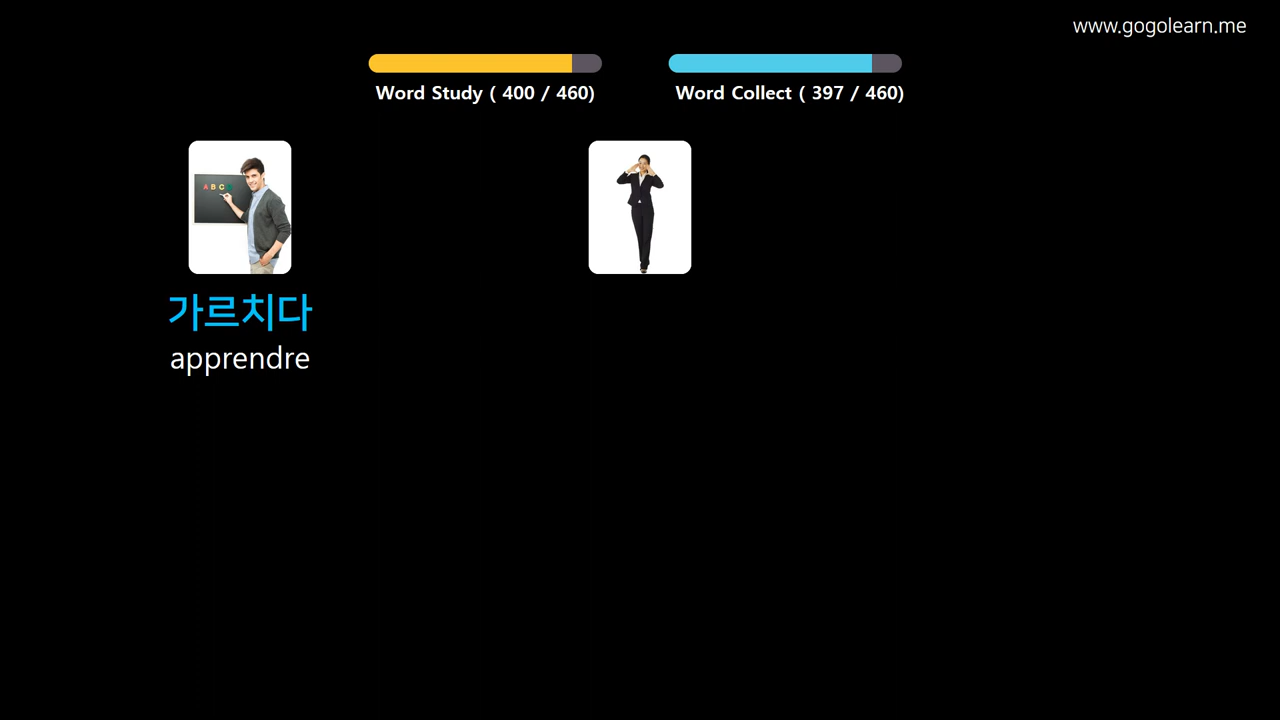 www.gogolearn.me
Word Study ( 400 / 460)
Word Collect ( 397 / 460)
A B C D
가르치다
apprendre